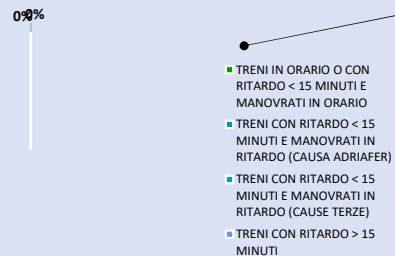 0%0%
TRENI IN ORARIO O CON
RITARDO < 15 MINUTI E
MANOVRATI IN ORARIO
TRENI CON RITARDO < 15
MINUTI E MANOVRATI IN
RITARDO (CAUSA ADRIAFER)
TRENI CON RITARDO < 15
MINUTI E MANOVRATI IN
RITARDO (CAUSE TERZE)
TRENI CON RITARDO > 15
MINUTI